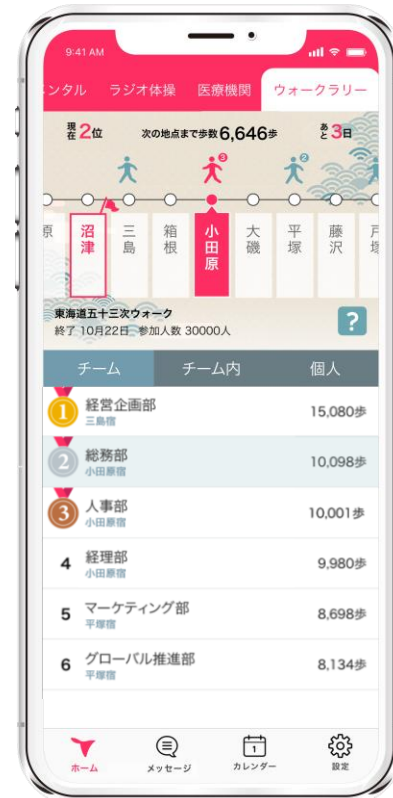 9:41 AM
ンタル ラジオ体操 医療機関 ウォークラリー
現在2位 次の地点まで歩数6,646歩 あと3日
3 2
原 沼津 三島 箱根 小田原 大磯 平塚 藤沢 戸塚
東海道五十三次ウォーク
終了 10月22日 参加人数 30000人
?
チーム チーム内 個人
1 経営企画部 15,080歩
三島宿
2 総務部 10,098歩
小田原宿
3 人事部 10,001歩
小田原宿
4 経理部 9,980歩
小田原宿
5 マーケティング部 8,698歩
平塚宿
6 グローバル推進部 8,134歩
平塚宿
1
ホーム メッセージ カレンダー 設定